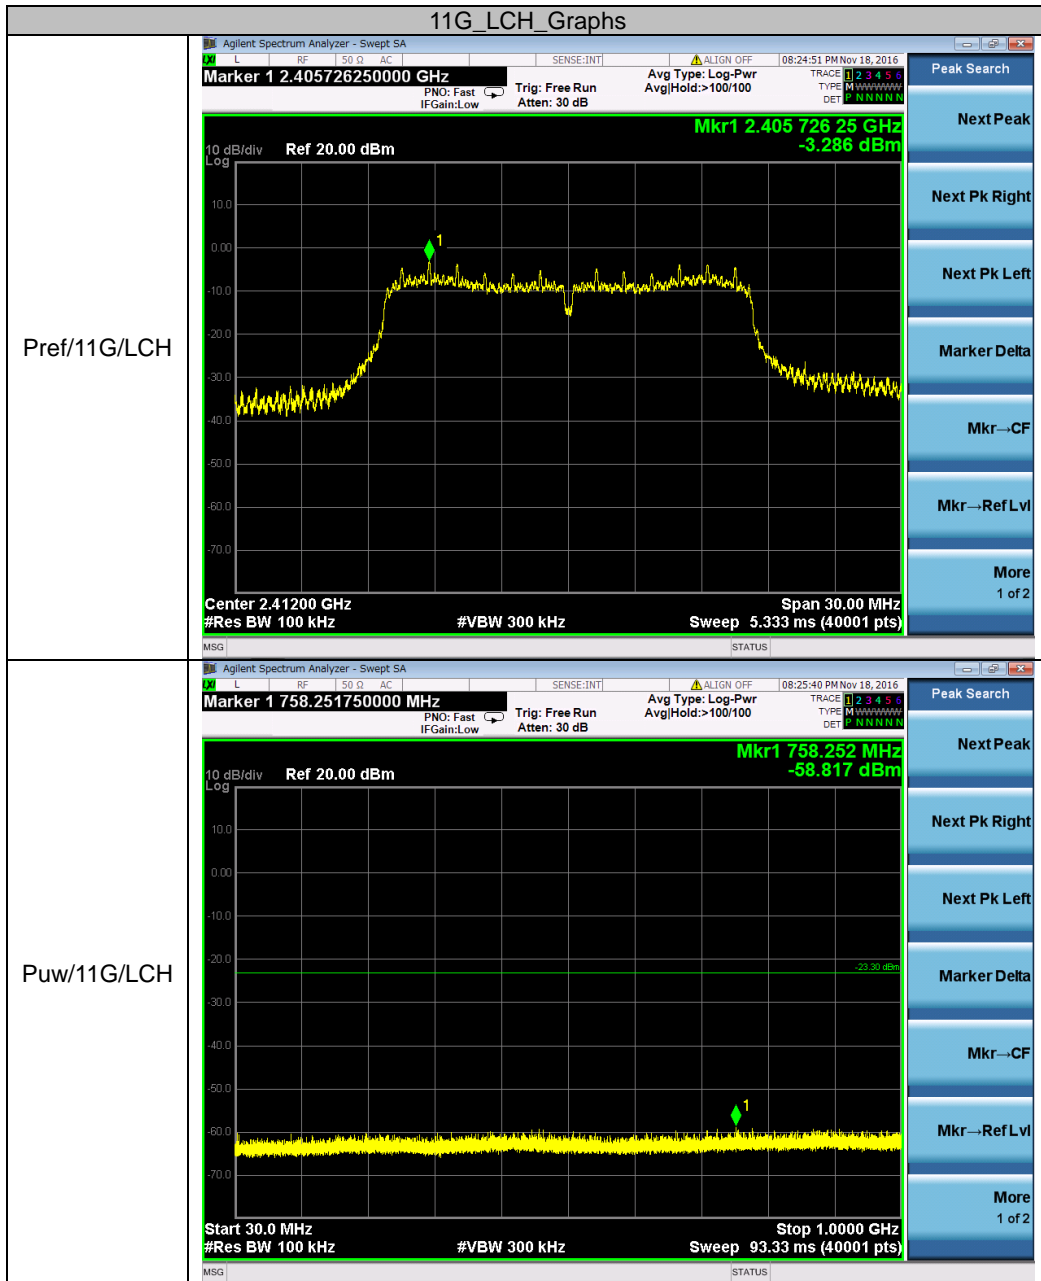 11G_LCH_Graphs
Pref/11G/LCH
Agilent Spectrum Analyzer - Swept SA
LXI L RF 50 Ω AC SENSE:INT ALIGN OFF 08:24:51 PM Nov 18, 2016
Marker 1 2.405726250000 GHz
PNO: Fast
IFGain:Low
Trig: Free Run
Atten: 30 dB
Avg Type: Log-Pwr
Avg|Hold:>100/100
TRACE 1 2 3 4 5 6
TYPE M WWWWW
DET P N N N N N
Peak Search
Next Peak
Next Pk Right
Next Pk Left
Marker Delta
Mkr→CF
Mkr→Ref Lvl
More
1 of 2
Mkr1 2.405 726 25 GHz
-3.286 dBm
10 dB/div Ref 20.00 dBm
Log
10.0
0.00
-10.0
-20.0
-30.0
-40.0
-50.0
-60.0
-70.0
1
Center 2.41200 GHz Span 30.00 MHz
#Res BW 100 kHz #VBW 300 kHz Sweep 5.333 ms (40001 pts)
MSG STATUS
Puw/11G/LCH
Agilent Spectrum Analyzer - Swept SA
LXI L RF 50 Ω AC SENSE:INT ALIGN OFF 08:25:40 PM Nov 18, 2016
Marker 1 758.251750000 MHz
PNO: Fast
IFGain:Low
Trig: Free Run
Atten: 30 dB
Avg Type: Log-Pwr
Avg|Hold:>100/100
TRACE 1 2 3 4 5 6
TYPE M WWWWW
DET P N N N N N
Peak Search
Next Peak
Next Pk Right
Next Pk Left
Marker Delta
Mkr→CF
Mkr→Ref Lvl
More
1 of 2
Mkr1 758.252 MHz
-58.817 dBm
10 dB/div Ref 20.00 dBm
Log
10.0
0.00
-10.0
-20.0
-23.30 dBm
-30.0
-40.0
-50.0
-60.0
-70.0
1
Start 30.0 MHz Stop 1.0000 GHz
#Res BW 100 kHz #VBW 300 kHz Sweep 93.33 ms (40001 pts)
MSG STATUS